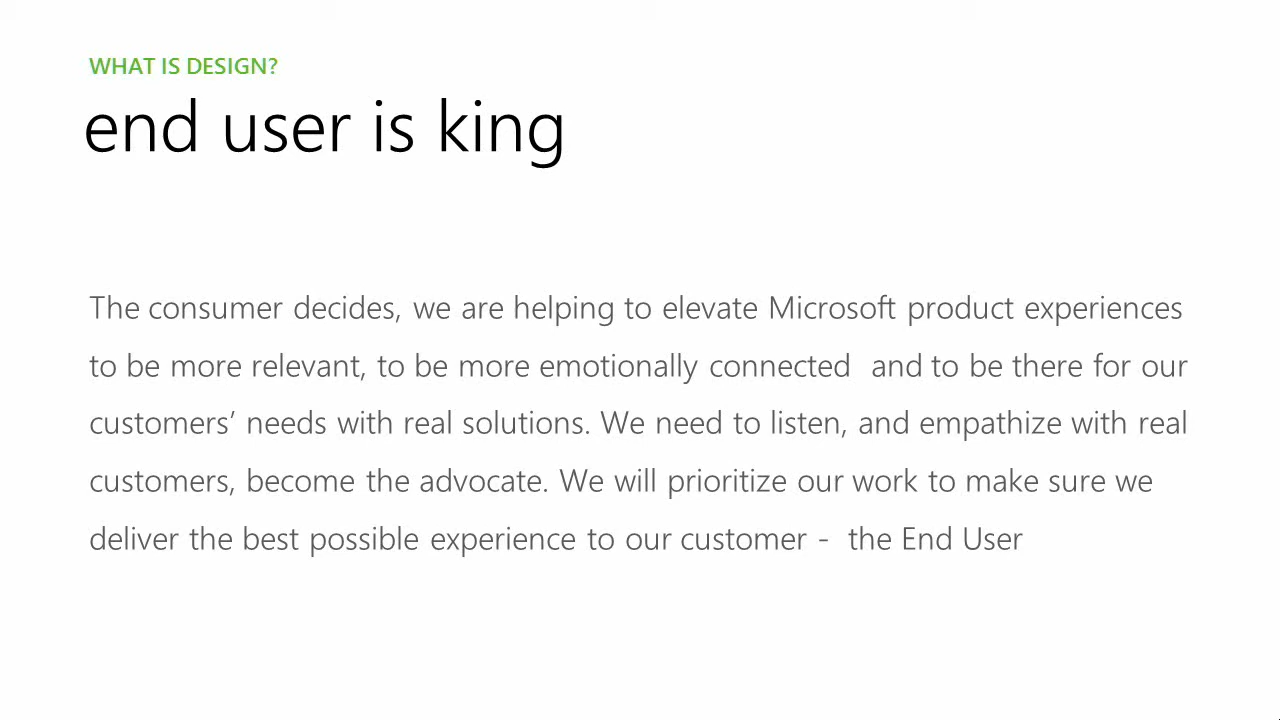 WHAT IS DESIGN?
end user is king
The consumer decides, we are helping to elevate Microsoft product experiences
to be more relevant, to be more emotionally connected  and to be there for our
customers’ needs with real solutions. We need to listen, and empathize with real
customers, become the advocate. We will prioritize our work to make sure we
deliver the best possible experience to our customer -  the End User